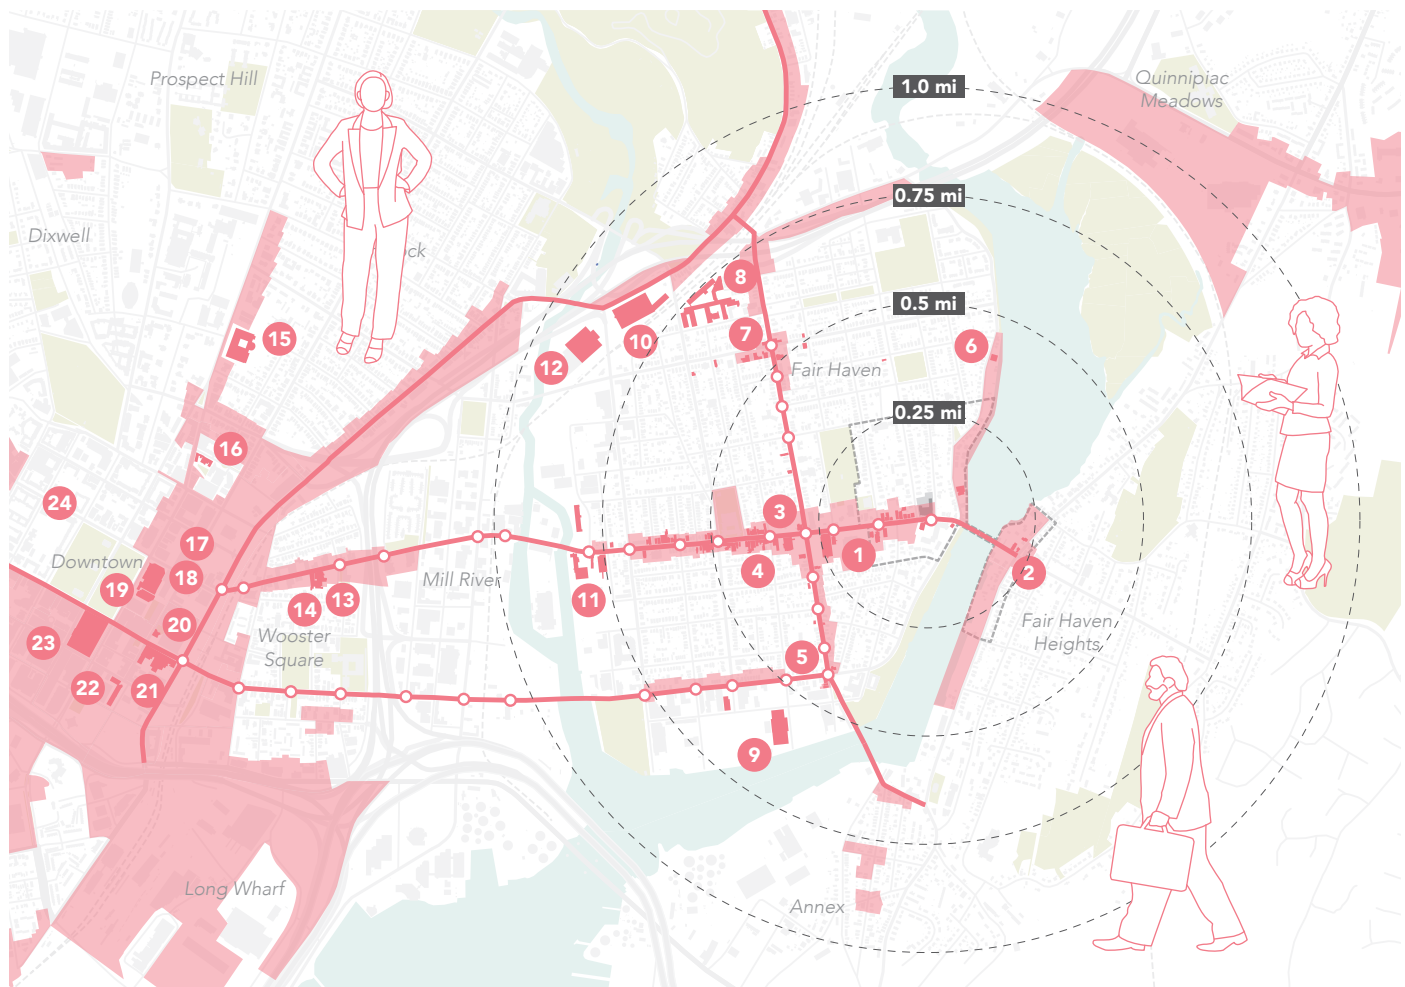 Prospect Hill
Quinnipiac
Meadows
1.0 mi
0.75 mi
Dixwell
ock
8
0.5 mi
15
10
7
6
12
Fair Haven
0.25 mi
16
24
3
17
1
Downtown
18
19
4
2
Mill River
14
13
11
20
Fair Haven
Heights
Wooster
Square
23
5
22
21
9
Long Wharf
Annex